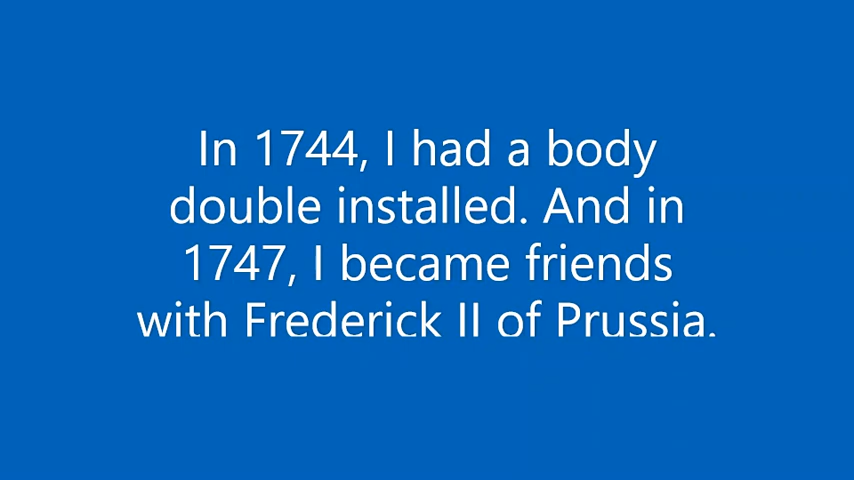 In 1744, I had a body
double installed. And in
1747, I became friends
with Frederick II of Prussia.